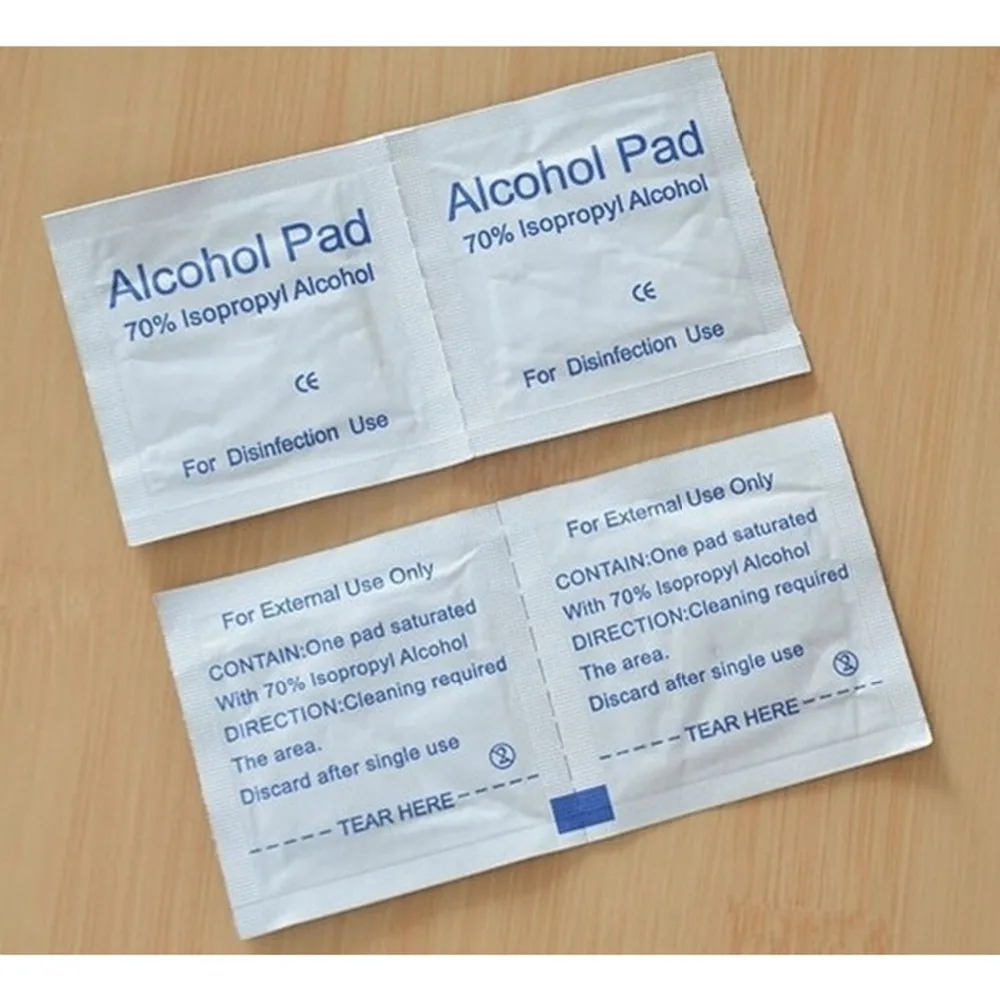 Alcohol Pad
70% Isopropyl Alcohol
CE
For Disinfection Use
Alcohol Pad
70% Isopropyl Alcohol
CE
For Disinfection Use
For External Use Only
CONTAIN:One pad saturated
With 70% Isopropyl Alcohol
DIRECTION:Cleaning required
The area.
Discard after single use
2
TEAR HERE
For External Use Only
CONTAIN:One pad saturated
With 70% Isopropyl Alcohol
DIRECTION:Cleaning required
The area.
Discard after single use
2
TEAR HERE